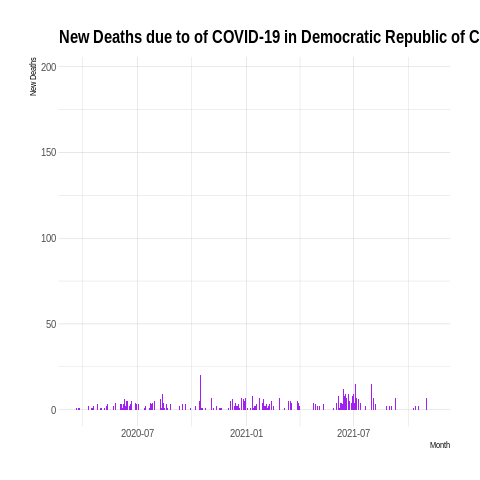 New Deaths due to of COVID-19 in Democratic Republic of C
New Deaths
200
150
100
50
0
2020-07 2021-01 2021-07
Month